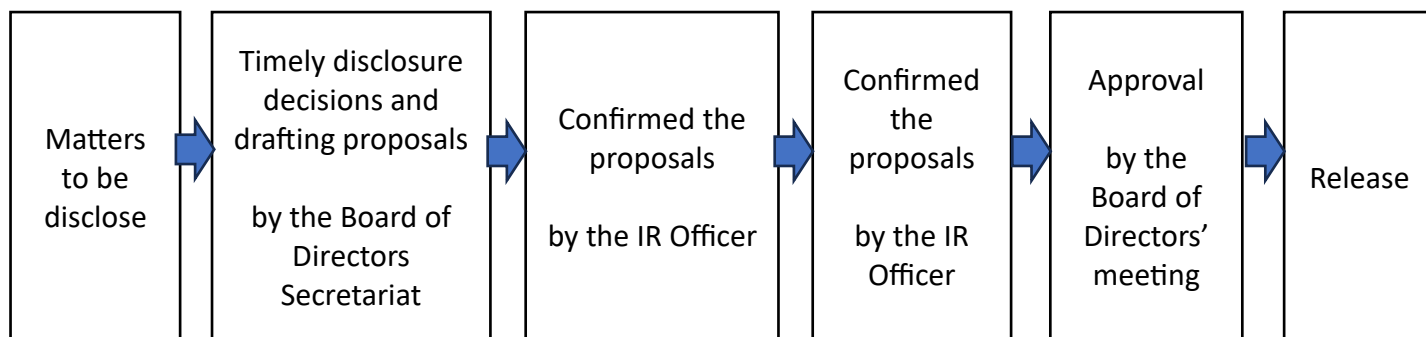 Matters
to be
disclose
Timely disclosure
decisions and
drafting proposals
by the Board of
Directors
Secretariat
Confirmed the
proposals
by the IR Officer
Confirmed
the
proposals
by the IR
Officer
Approval
by the
Board of
Directors’
meeting
Release